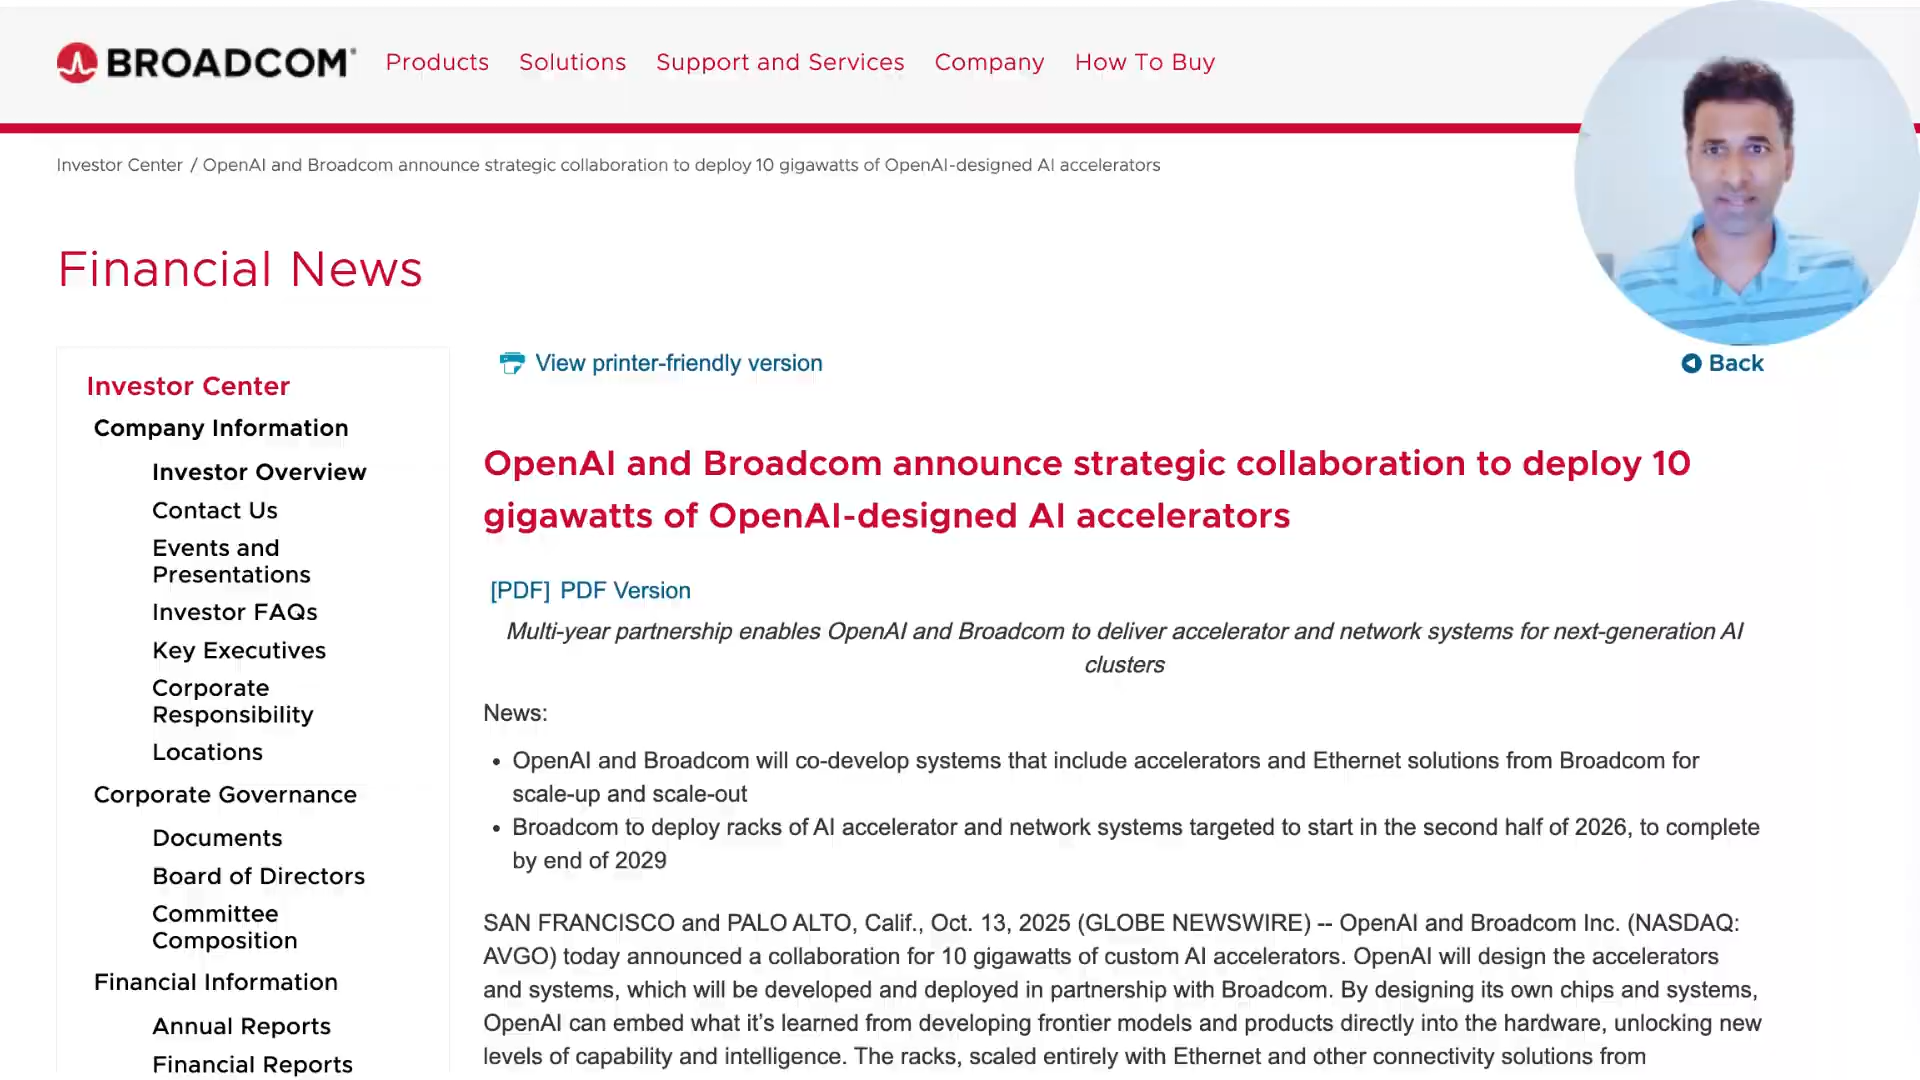 BROADCOM Products Solutions Support and Services Company How To Buy
Investor Center / OpenAI and Broadcom announce strategic collaboration to deploy 10 gigawatts of OpenAI-designed AI accelerators
Financial News
Investor Center
Company Information
Investor Overview
Contact Us
Events and
Presentations
Investor FAQs
Key Executives
Corporate
Responsibility
Locations
Corporate Governance
Documents
Board of Directors
Committee
Composition
Financial Information
Annual Reports
Financial Reports
View printer-friendly version
Back
OpenAI and Broadcom announce strategic collaboration to deploy 10
gigawatts of OpenAI-designed AI accelerators
[PDF] PDF Version
Multi-year partnership enables OpenAI and Broadcom to deliver accelerator and network systems for next-generation AI
clusters
News:
• OpenAI and Broadcom will co-develop systems that include accelerators and Ethernet solutions from Broadcom for
scale-up and scale-out
• Broadcom to deploy racks of AI accelerator and network systems targeted to start in the second half of 2026, to complete
by end of 2029
SAN FRANCISCO and PALO ALTO, Calif., Oct. 13, 2025 (GLOBE NEWSWIRE) -- OpenAI and Broadcom Inc. (NASDAQ:
AVGO) today announced a collaboration for 10 gigawatts of custom AI accelerators. OpenAI will design the accelerators
and systems, which will be developed and deployed in partnership with Broadcom. By designing its own chips and systems,
OpenAI can embed what it's learned from developing frontier models and products directly into the hardware, unlocking new
levels of capability and intelligence. The racks, scaled entirely with Ethernet and other connectivity solutions from